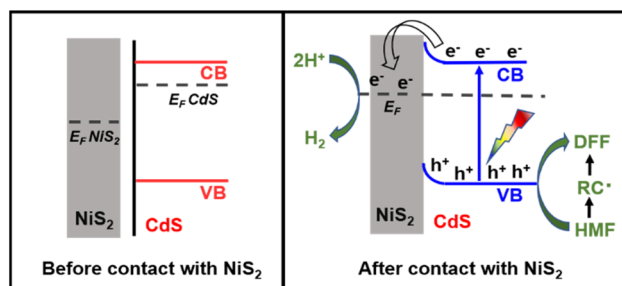 CB
E_F CdS
E_F NiS₂
VB
NiS₂
CdS
Before contact with NiS₂
e⁻ e⁻ e⁻
CB
2H⁺
e⁻ e⁻
E_F
H₂
h⁺ h⁺ h⁺ h⁺
VB
DFF
RC•
HMF
NiS₂
CdS
After contact with NiS₂